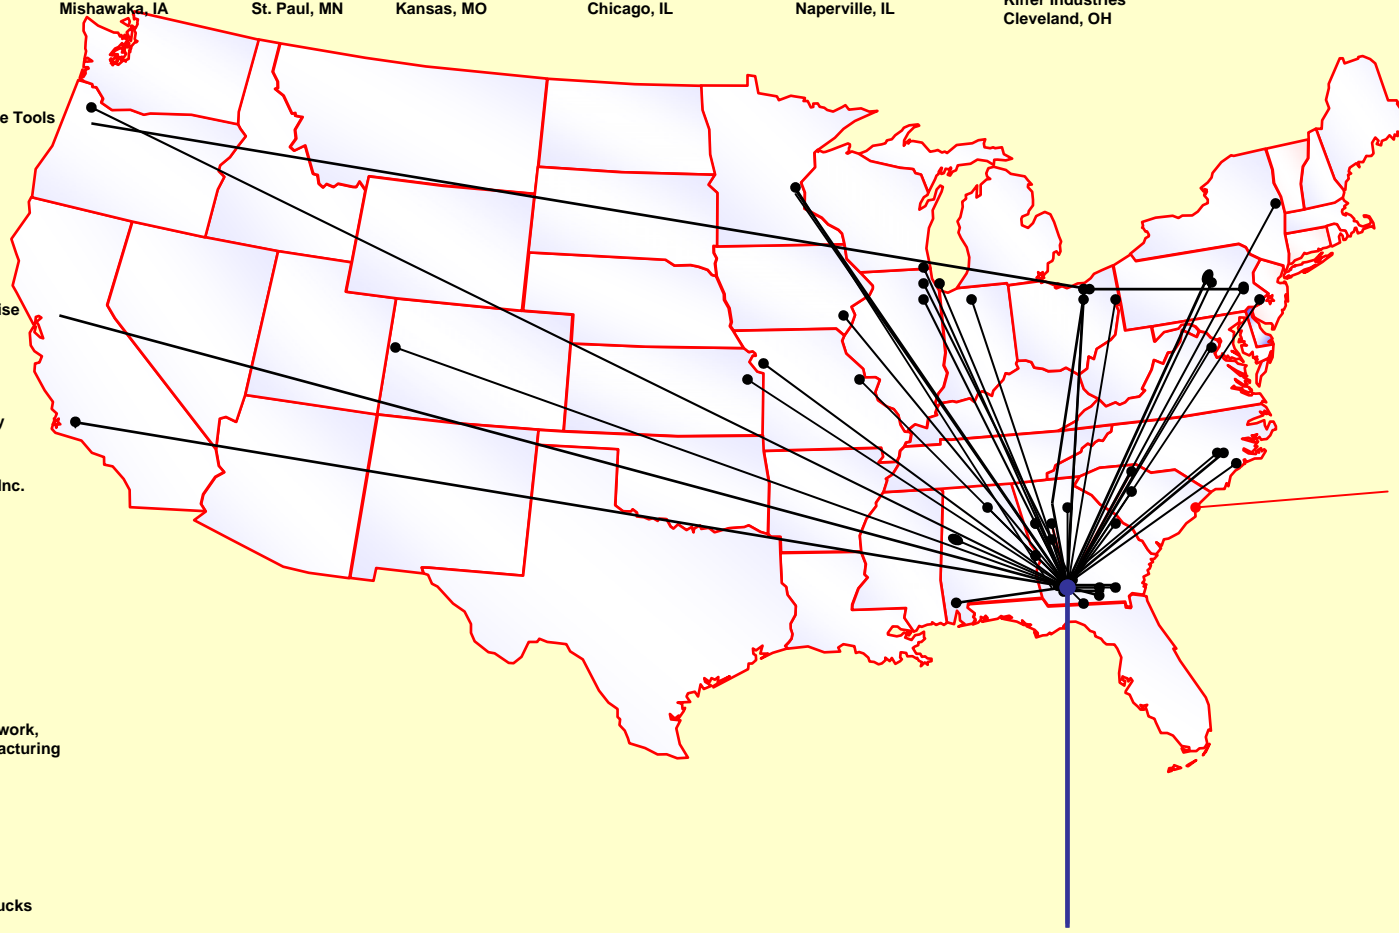 Mishawaka, IA
St. Paul, MN
Kansas, MO
Chicago, IL
Naperville, IL
Cleveland, OH
e Tools
ise
y
Inc.
work,
acturing
ucks